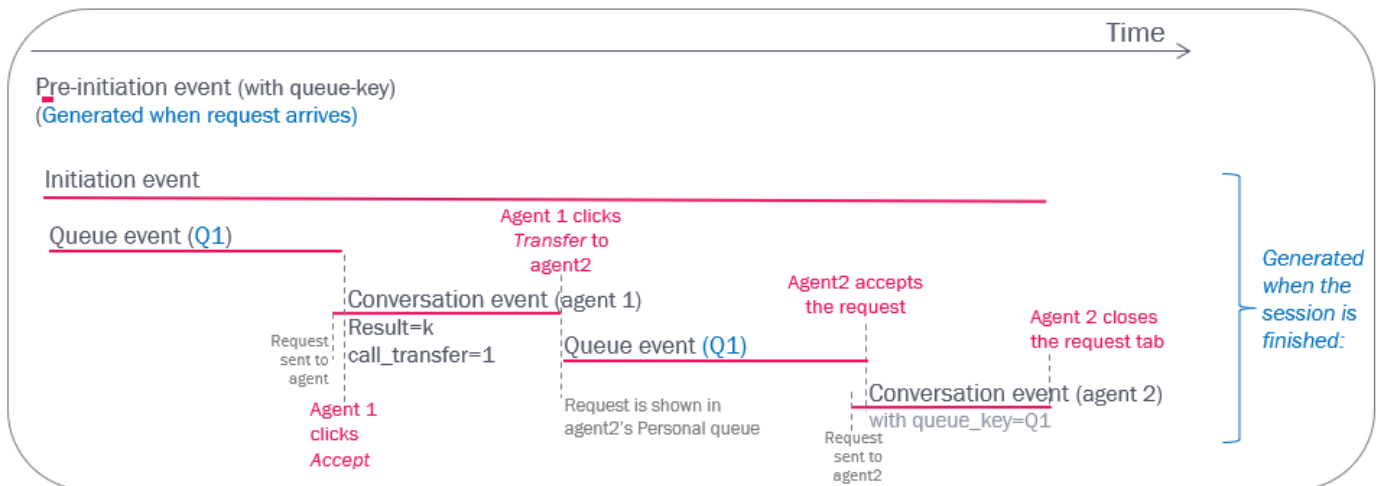 Time
Pre-initiation event (with queue-key)
(Generated when request arrives)
Initiation event
Queue event (Q1)
Agent 1 clicks
Transfer to
agent2
Conversation event (agent 1)
Result=k
call_transfer=1
Request
sent to
agent
Agent 1
clicks
Accept
Queue event (Q1)
Request is shown in
agent2's Personal queue
Agent2 accepts
the request
Conversation event (agent 2)
with queue_key=Q1
Request
sent to
agent2
Agent 2 closes
the request tab
Generated
when the
session is
finished: